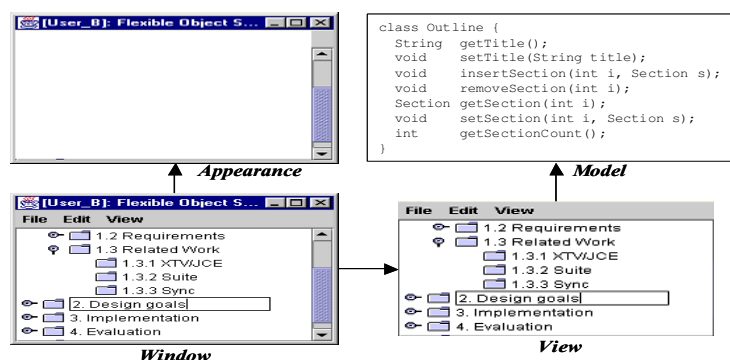 [User_B]: Flexible Object S...
class Outline {
String getTitle();
void setTitle(String title);
void insertSection(int i, Section s);
void removeSection(int i);
Section getSection(int i);
void setSection(int i, Section s);
int getSectionCount();
}
Appearance
Model
[User_B]: Flexible Object S...
File Edit View
1.2 Requirements
1.3 Related Work
1.3.1 XTV/JCE
1.3.2 Suite
1.3.3 Sync
2. Design goals
3. Implementation
4. Evaluation
Window
File Edit View
1.2 Requirements
1.3 Related Work
1.3.1 XTV/JCE
1.3.2 Suite
1.3.3 Sync
2. Design goals
3. Implementation
4. Evaluation
View